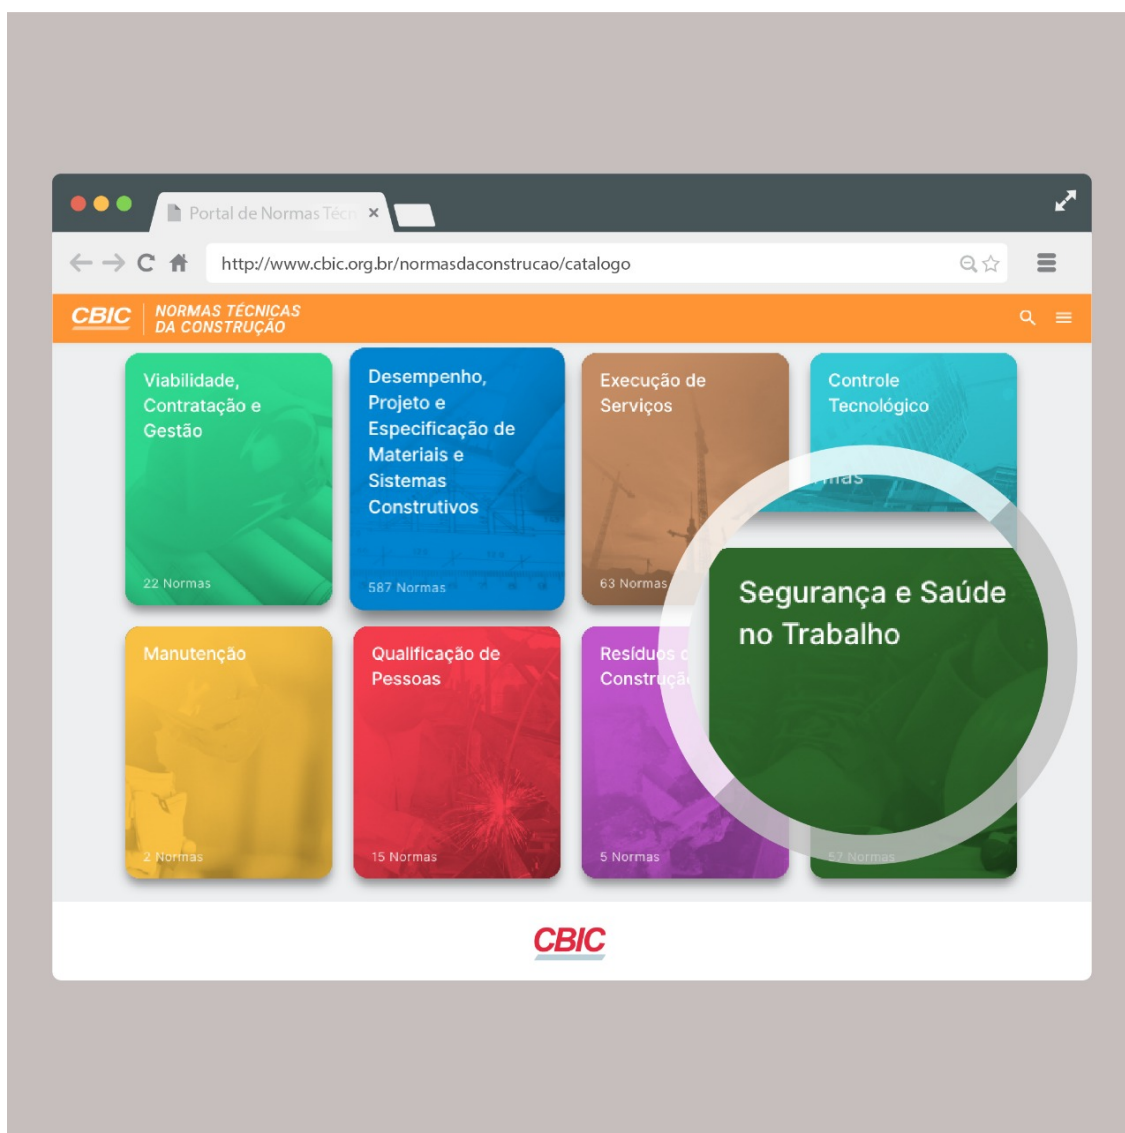 Portal de Normas Técn
http://www.cbic.org.br/normasdaconstrucao/catalogo
CBIC
NORMAS TÉCNICAS
DA CONSTRUÇÃO
Viabilidade,
Contratação e
Gestão
22 Normas
Desempenho,
Projeto e
Especificação de
Materiais e
Sistemas
Construtivos
587 Normas
Execução de
Serviços
63 Normas
Controle
Tecnológico
Manutenção
2 Normas
Qualificação de
Pessoas
15 Normas
Resíduos
Construçã
5 Normas
Segurança e Saúde
no Trabalho
57 Normas
CBIC